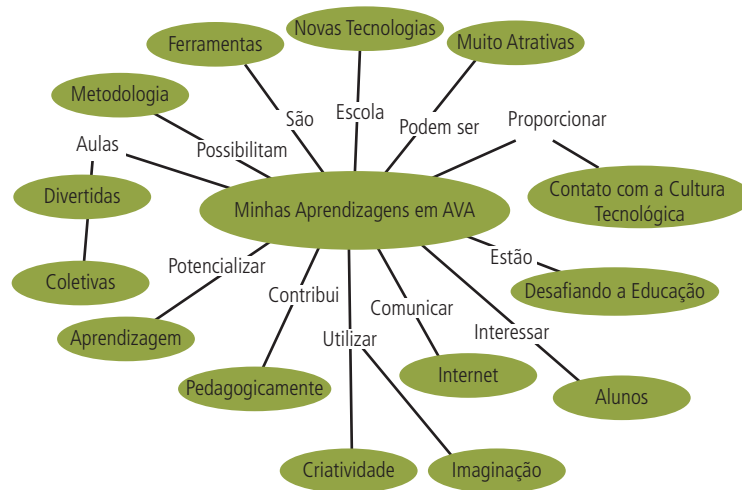 Novas Tecnologias
Ferramentas
Muito Atrativas
Metodologia
São
Escola
Podem ser
Proporcionar
Aulas
Possibilitam
Divertidas
Minhas Aprendizagens em AVA
Contato com a Cultura
Tecnológica
Coletivas
Potencializar
Estão
Contribui
Comunicar
Desafiando a Educação
Aprendizagem
Utilizar
Interessar
Pedagogicamente
Internet
Alunos
Criatividade
Imaginação